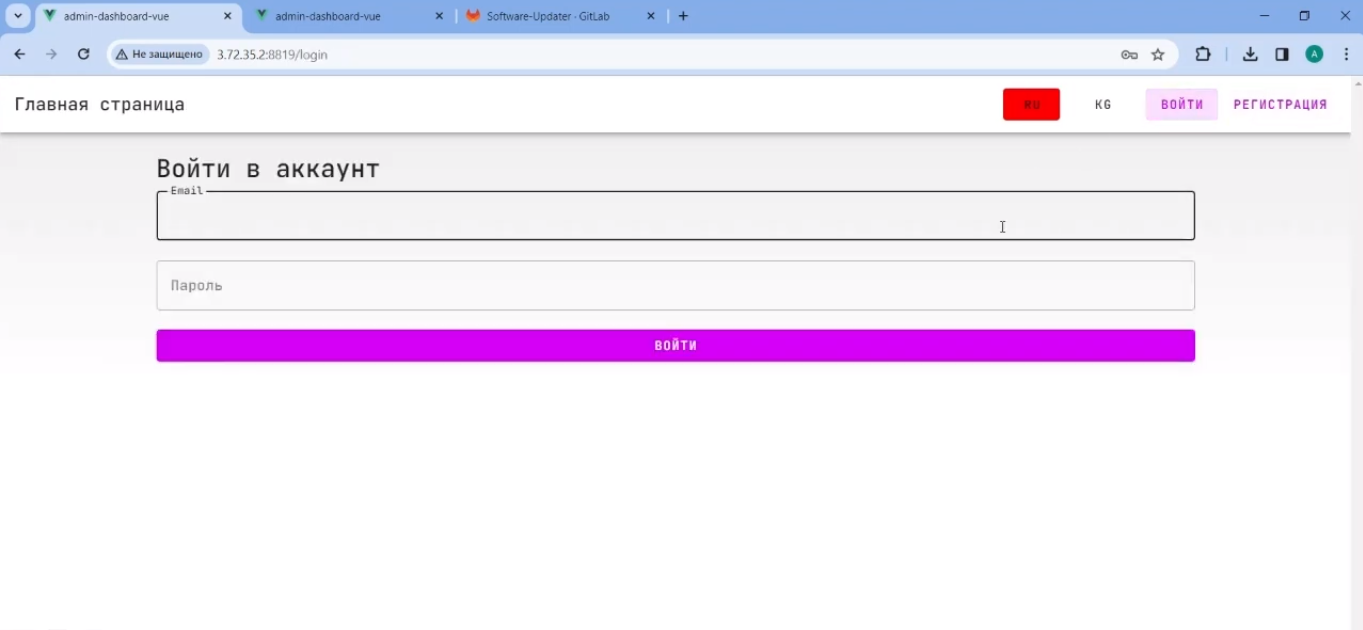 admin-dashboard-vue
admin-dashboard-vue
Software-Updater · GitLab
Не защищено
3.72.35.2:8819/login
A
Главная страница
RU
KG
ВОЙТИ
РЕГИСТРАЦИЯ
Войти в аккаунт
Email
Пароль
ВОЙТИ